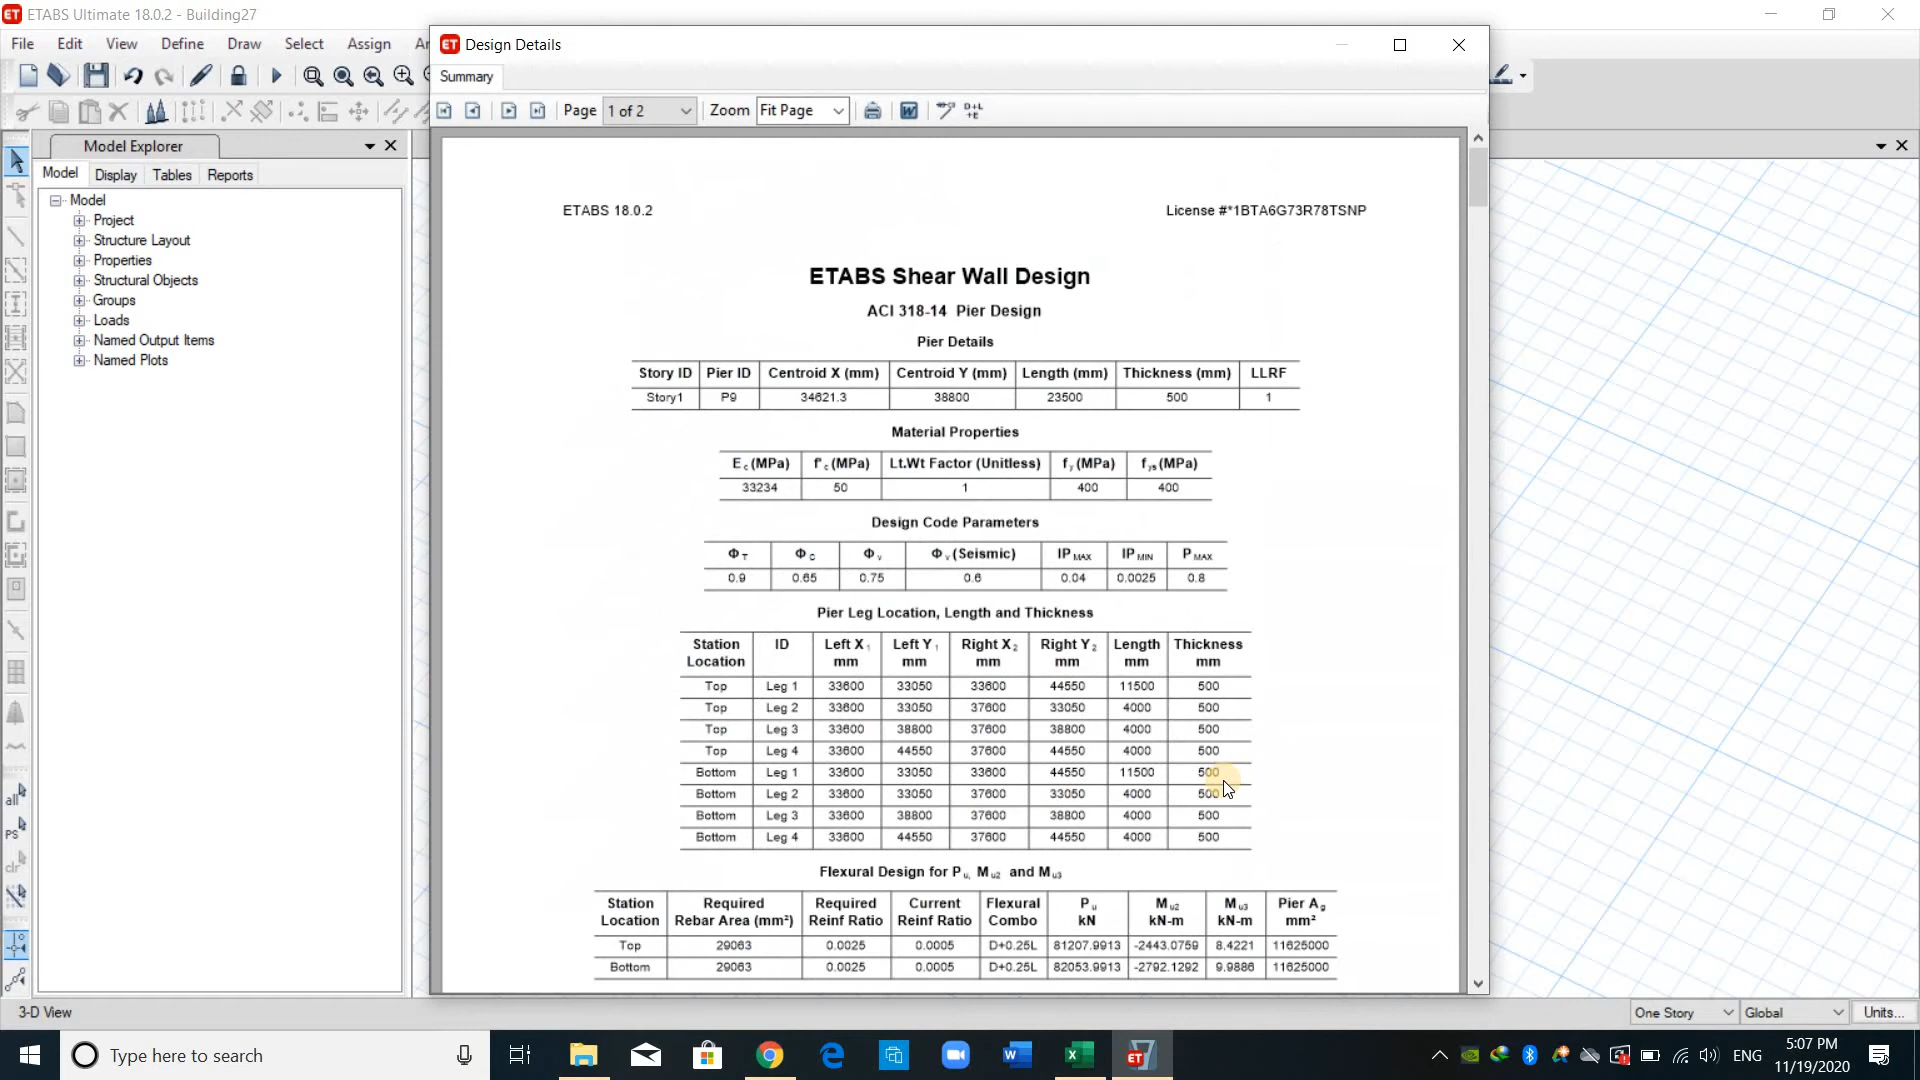 ETABS Ultimate 18.0.2 - Building27
File Edit View Define Draw Select Assign
Design Details
Summary
Page 1 of 2 Zoom Fit Page
Model Explorer
Model Display Tables Reports
Model
Project
Structure Layout
Properties
Structural Objects
Groups
Loads
Named Output Items
Named Plots
ETABS 18.0.2 License #*1BTA6G73R78TSNP
ETABS Shear Wall Design
ACI 318-14 Pier Design
Pier Details
Story ID Pier ID Centroid X (mm) Centroid Y (mm) Length (mm) Thickness (mm) LLRF
Story1 P9 34621.3 38800 23500 500 1
Material Properties
Ec (MPa) f'c (MPa) Lt.Wt Factor (Unitless) fy (MPa) fys (MPa)
33234 50 1 400 400
Design Code Parameters
ΦT ΦC Φv Φv (Seismic) IPMAX IPMIN PMAX
0.9 0.65 0.75 0.6 0.04 0.0025 0.8
Pier Leg Location, Length and Thickness
Station Location ID Left X1 mm Left Y1 mm Right X2 mm Right Y2 mm Length mm Thickness mm
Top Leg 1 33600 33050 33600 44550 11500 500
Top Leg 2 33600 33050 37600 33050 4000 500
Top Leg 3 33600 38800 37600 38800 4000 500
Top Leg 4 33600 44550 37600 44550 4000 500
Bottom Leg 1 33600 33050 33600 44550 11500 500
Bottom Leg 2 33600 33050 37600 33050 4000 500
Bottom Leg 3 33600 38800 37600 38800 4000 500
Bottom Leg 4 33600 44550 37600 44550 4000 500
Flexural Design for Pu, Mu2 and Mu3
Station Location Required Rebar Area (mm²) Required Reinf Ratio Current Reinf Ratio Flexural Combo Pu kN Mu2 kN-m Mu3 kN-m Pier Ag mm²
Top 29063 0.0025 0.0005 D+0.25L 81207.9913 -2443.0759 8.4221 11625000
Bottom 29063 0.0025 0.0005 D+0.25L 82053.9913 -2792.1292 9.9886 11625000
all
PS
clr
3-D View One Story Global Units...
Type here to search
ENG 5:07 PM
11/19/2020